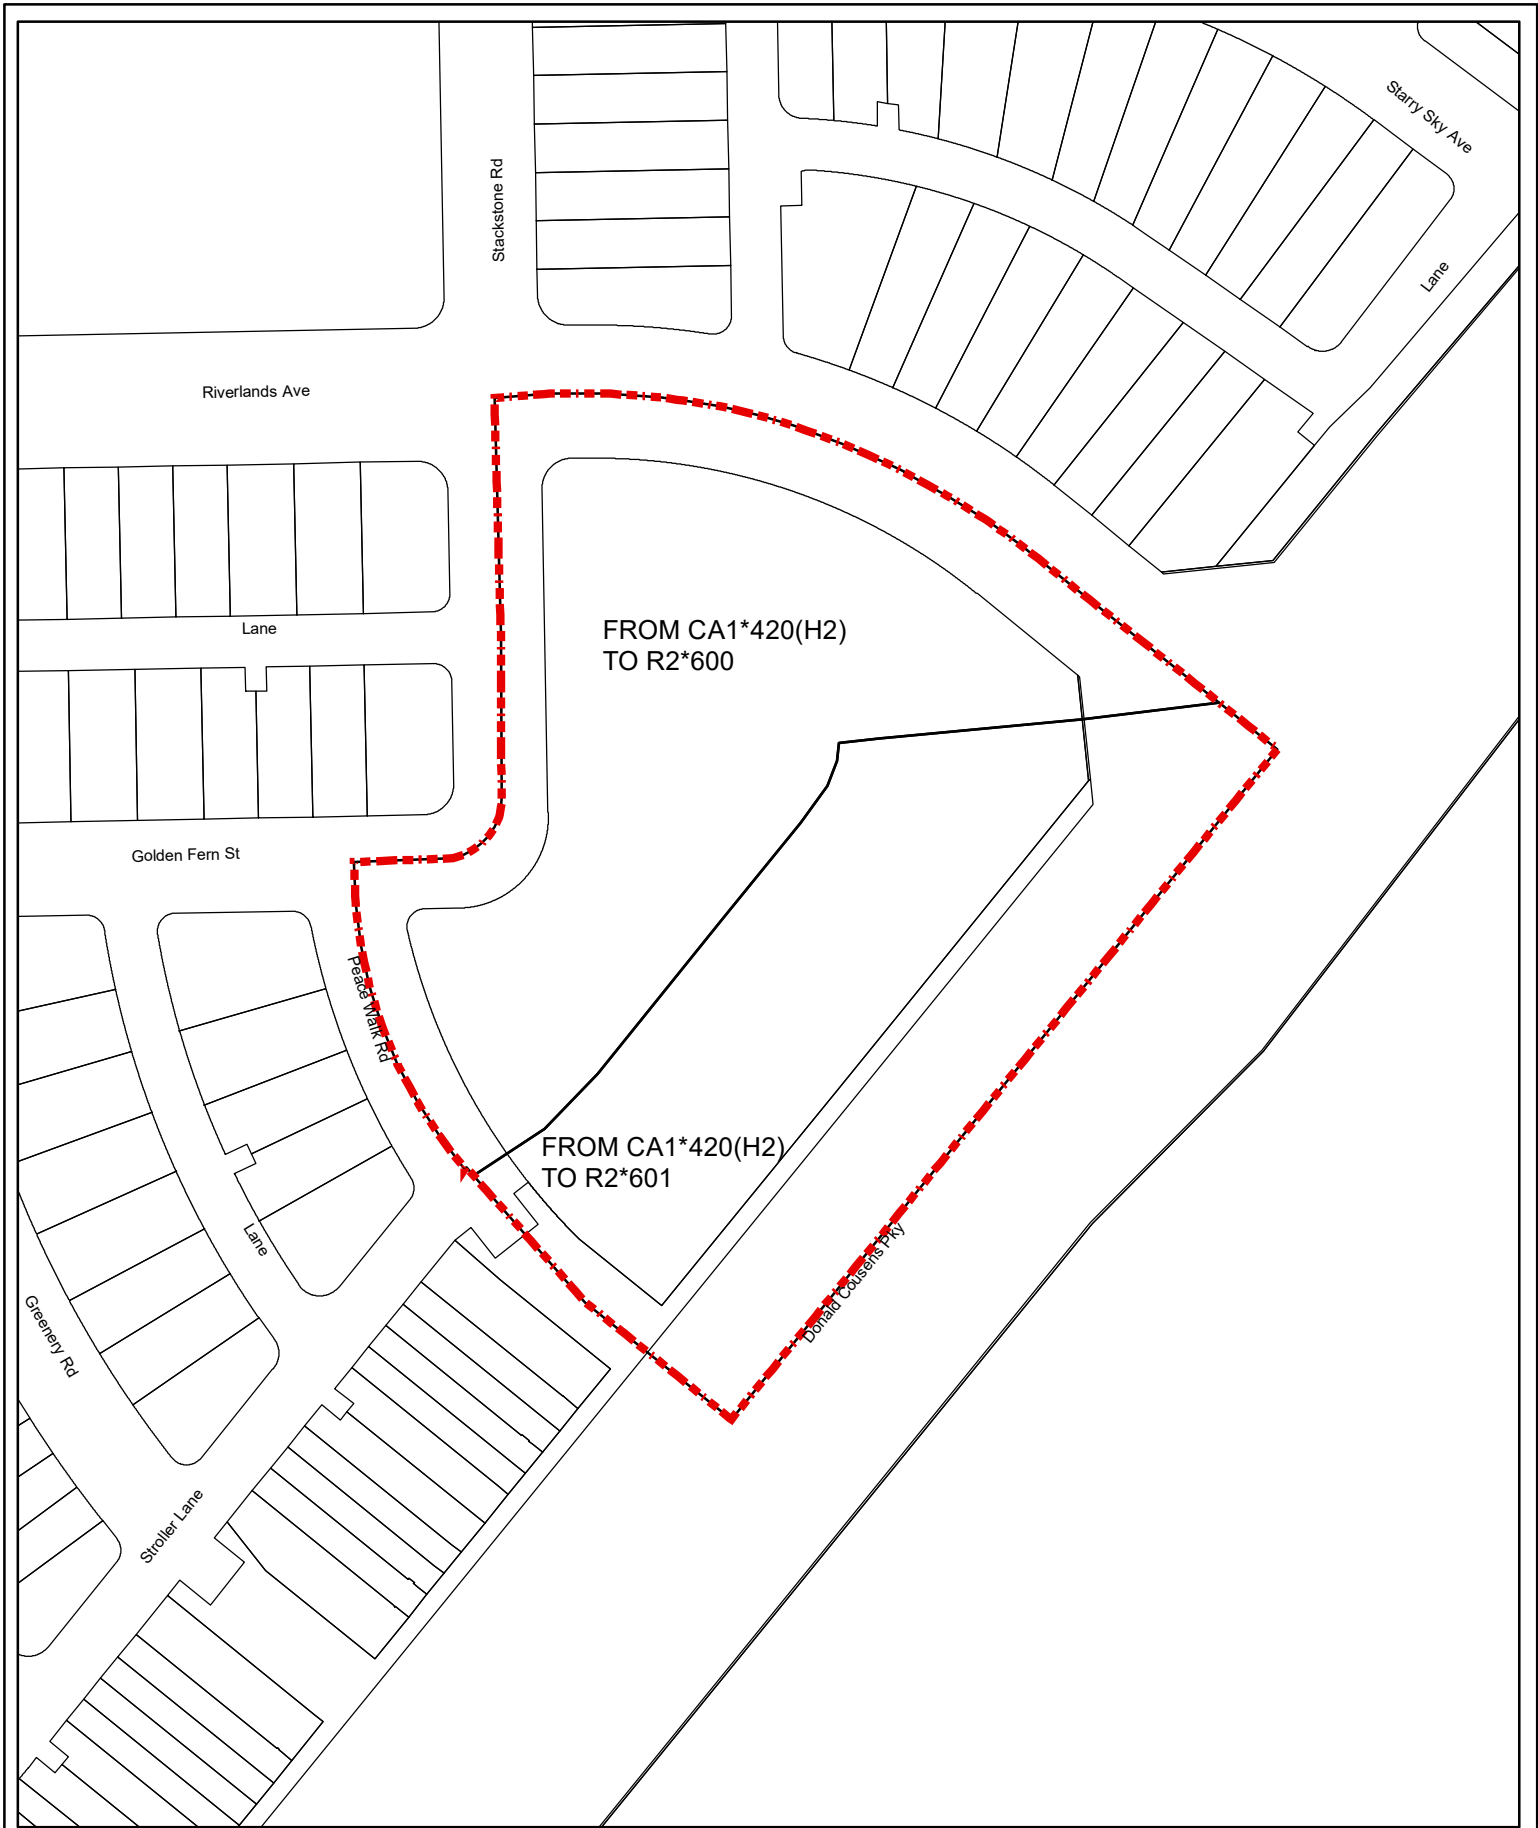 Starry Sky Ave
Stackstone Rd
Lane
Riverlands Ave
Lane
FROM CA1*420(H2)
TO R2*600
Golden Fern St
Peace Walk Rd
FROM CA1*420(H2)
TO R2*601
Lane
Donald Cousens Pky
Greenery Rd
Stroller Lane